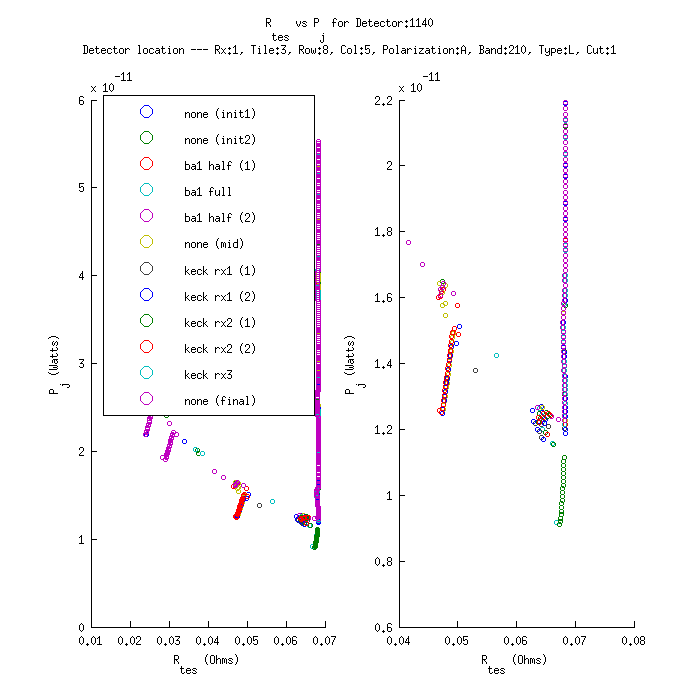 R    vs P  for Detector:1140
tes     j
Detector location --- Rx:1, Tile:3, Row:8, Col:5, Polarization:A, Band:210, Type:L, Cut:1
x 10^-11
x 10^-11
6
5
4
3
2
1
0
none (init1)
none (init2)
ba1 half (1)
ba1 full
ba1 half (2)
none (mid)
keck rx1 (1)
keck rx1 (2)
keck rx2 (1)
keck rx2 (2)
keck rx3
none (final)
P_j (Watts)
0.01 0.02 0.03 0.04 0.05 0.06 0.07
R_tes (Ohms)
2.2
2
1.8
1.6
1.4
1.2
1
0.8
0.6
P_j (Watts)
0.04 0.05 0.06 0.07 0.08
R_tes (Ohms)